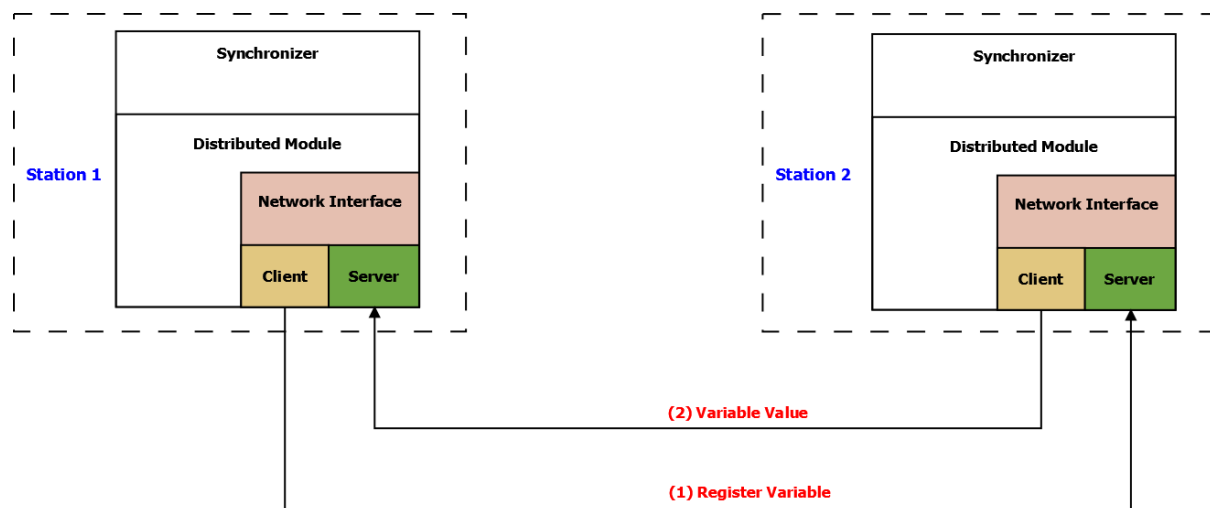 Synchronizer
Distributed Module
Station 1
Network Interface
Client
Server
Synchronizer
Distributed Module
Station 2
Network Interface
Client
Server
(2) Variable Value
(1) Register Variable